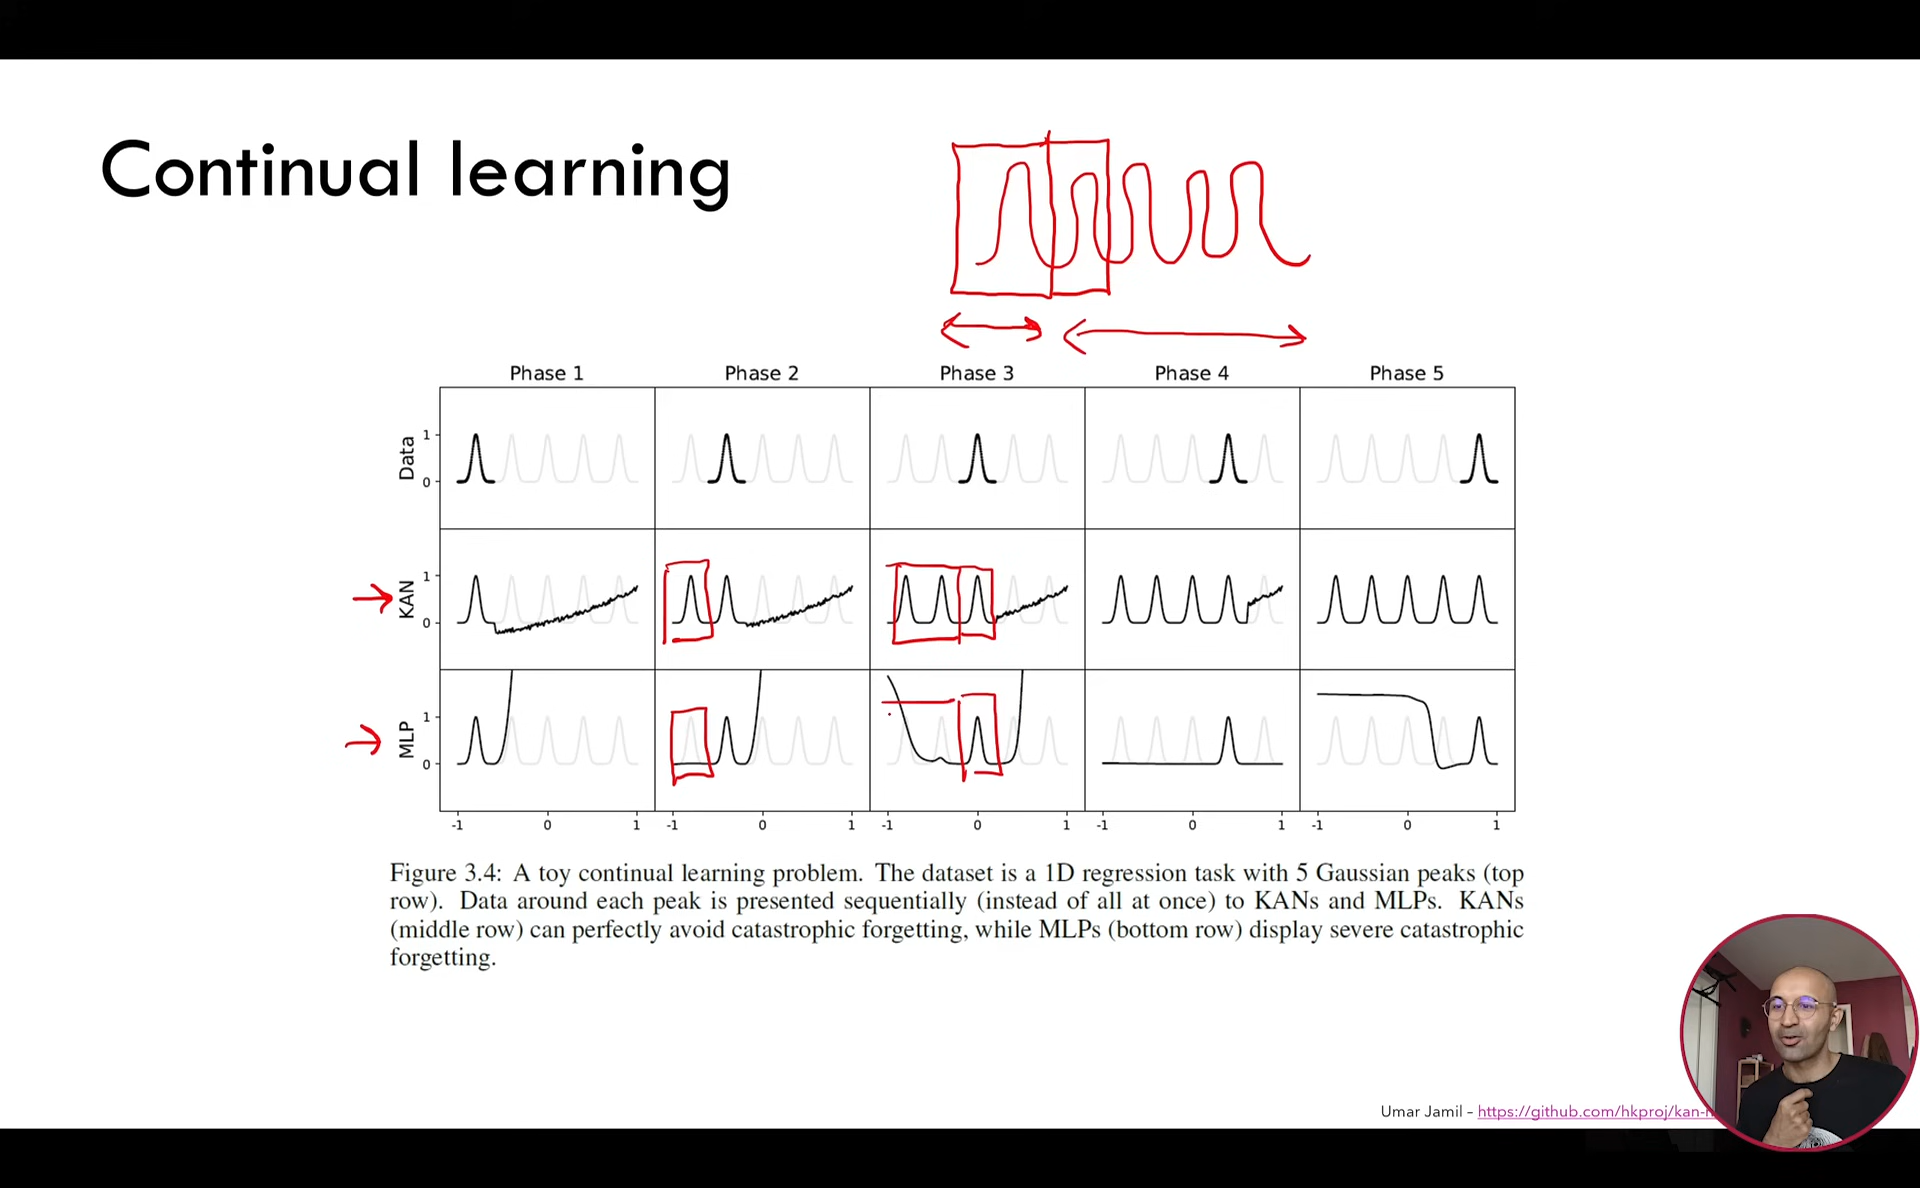 Continual learning
Phase 1 Phase 2 Phase 3 Phase 4 Phase 5
Data
1
0
KAN
1
0
MLP
1
0
-1 0 1 -1 0 1 -1 0 1 -1 0 1 -1 0 1
Figure 3.4: A toy continual learning problem. The dataset is a 1D regression task with 5 Gaussian peaks (top
row). Data around each peak is presented sequentially (instead of all at once) to KANs and MLPs. KANs
(middle row) can perfectly avoid catastrophic forgetting, while MLPs (bottom row) display severe catastrophic
forgetting.
Umar Jamil – https://github.com/hkproj/kan-